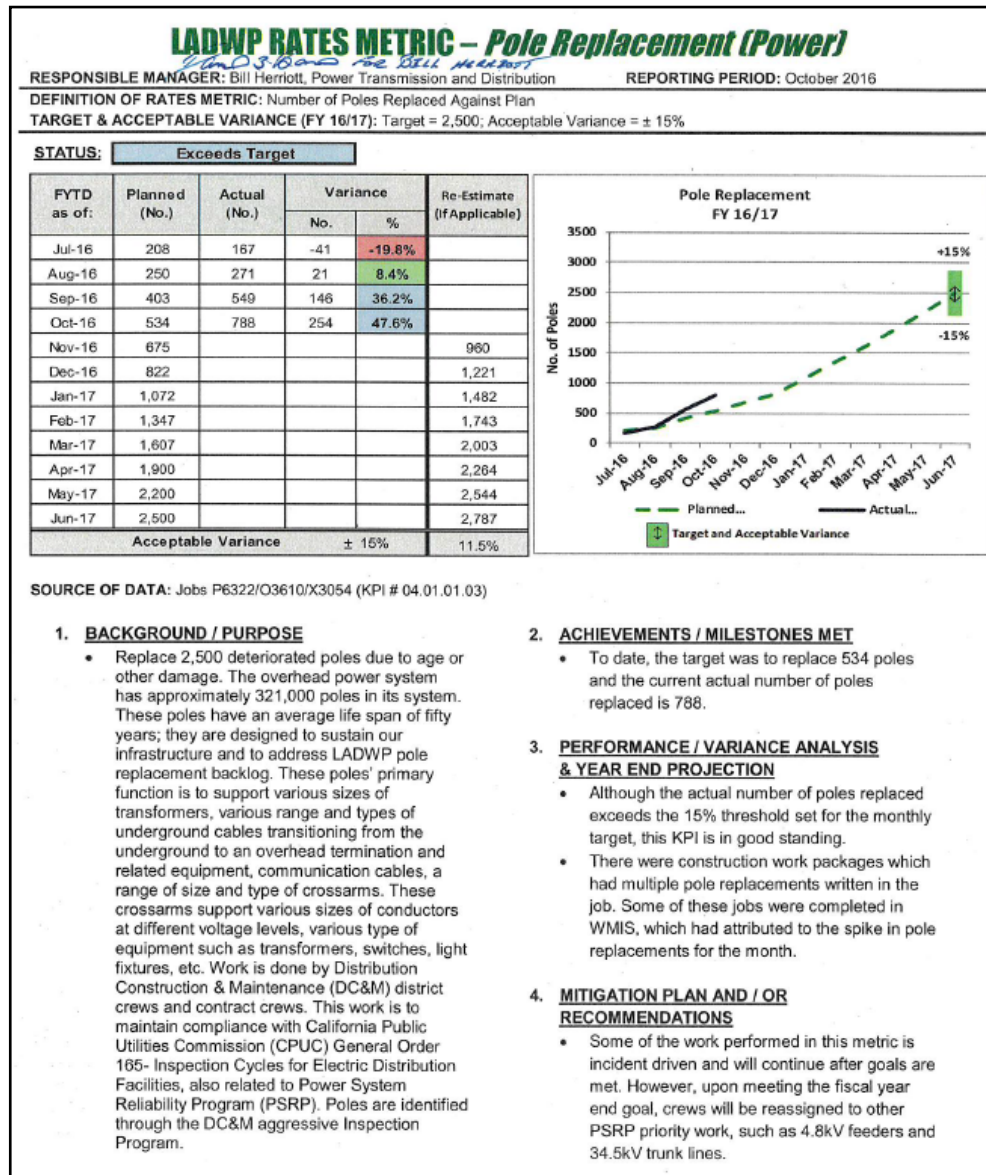 LADWP RATES METRIC – Pole Replacement (Power)
FOR BILL HERRIOTT
RESPONSIBLE MANAGER: Bill Herriott, Power Transmission and Distribution REPORTING PERIOD: October 2016
DEFINITION OF RATES METRIC: Number of Poles Replaced Against Plan
TARGET & ACCEPTABLE VARIANCE (FY 16/17): Target = 2,500; Acceptable Variance = ± 15%
STATUS: Exceeds Target
FYTD as of: Planned (No.) Actual (No.) Variance No. % Re-Estimate (If Applicable)
Jul-16 208 167 -41 -19.8%
Aug-16 250 271 21 8.4%
Sep-16 403 549 146 36.2%
Oct-16 534 788 254 47.6%
Nov-16 675 960
Dec-16 822 1,221
Jan-17 1,072 1,482
Feb-17 1,347 1,743
Mar-17 1,607 2,003
Apr-17 1,900 2,264
May-17 2,200 2,544
Jun-17 2,500 2,787
Acceptable Variance ± 15% 11.5%
Pole Replacement
FY 16/17
No. of Poles
3500
3000
2500
2000
1500
1000
500
0
+15%
-15%
Jul-16 Aug-16 Sep-16 Oct-16 Nov-16 Dec-16 Jan-17 Feb-17 Mar-17 Apr-17 May-17 Jun-17
Planned... Actual...
Target and Acceptable Variance
SOURCE OF DATA: Jobs P6322/O3610/X3054 (KPI # 04.01.01.03)
1. BACKGROUND / PURPOSE
• Replace 2,500 deteriorated poles due to age or
other damage. The overhead power system
has approximately 321,000 poles in its system.
These poles have an average life span of fifty
years; they are designed to sustain our
infrastructure and to address LADWP pole
replacement backlog. These poles' primary
function is to support various sizes of
transformers, various range and types of
underground cables transitioning from the
underground to an overhead termination and
related equipment, communication cables, a
range of size and type of crossarms. These
crossarms support various sizes of conductors
at different voltage levels, various type of
equipment such as transformers, switches, light
fixtures, etc. Work is done by Distribution
Construction & Maintenance (DC&M) district
crews and contract crews. This work is to
maintain compliance with California Public
Utilities Commission (CPUC) General Order
165- Inspection Cycles for Electric Distribution
Facilities, also related to Power System
Reliability Program (PSRP). Poles are identified
through the DC&M aggressive Inspection
Program.
2. ACHIEVEMENTS / MILESTONES MET
• To date, the target was to replace 534 poles
and the current actual number of poles
replaced is 788.
3. PERFORMANCE / VARIANCE ANALYSIS
& YEAR END PROJECTION
• Although the actual number of poles replaced
exceeds the 15% threshold set for the monthly
target, this KPI is in good standing.
• There were construction work packages which
had multiple pole replacements written in the
job. Some of these jobs were completed in
WMIS, which had attributed to the spike in pole
replacements for the month.
4. MITIGATION PLAN AND / OR
RECOMMENDATIONS
• Some of the work performed in this metric is
incident driven and will continue after goals are
met. However, upon meeting the fiscal year
end goal, crews will be reassigned to other
PSRP priority work, such as 4.8kV feeders and
34.5kV trunk lines.